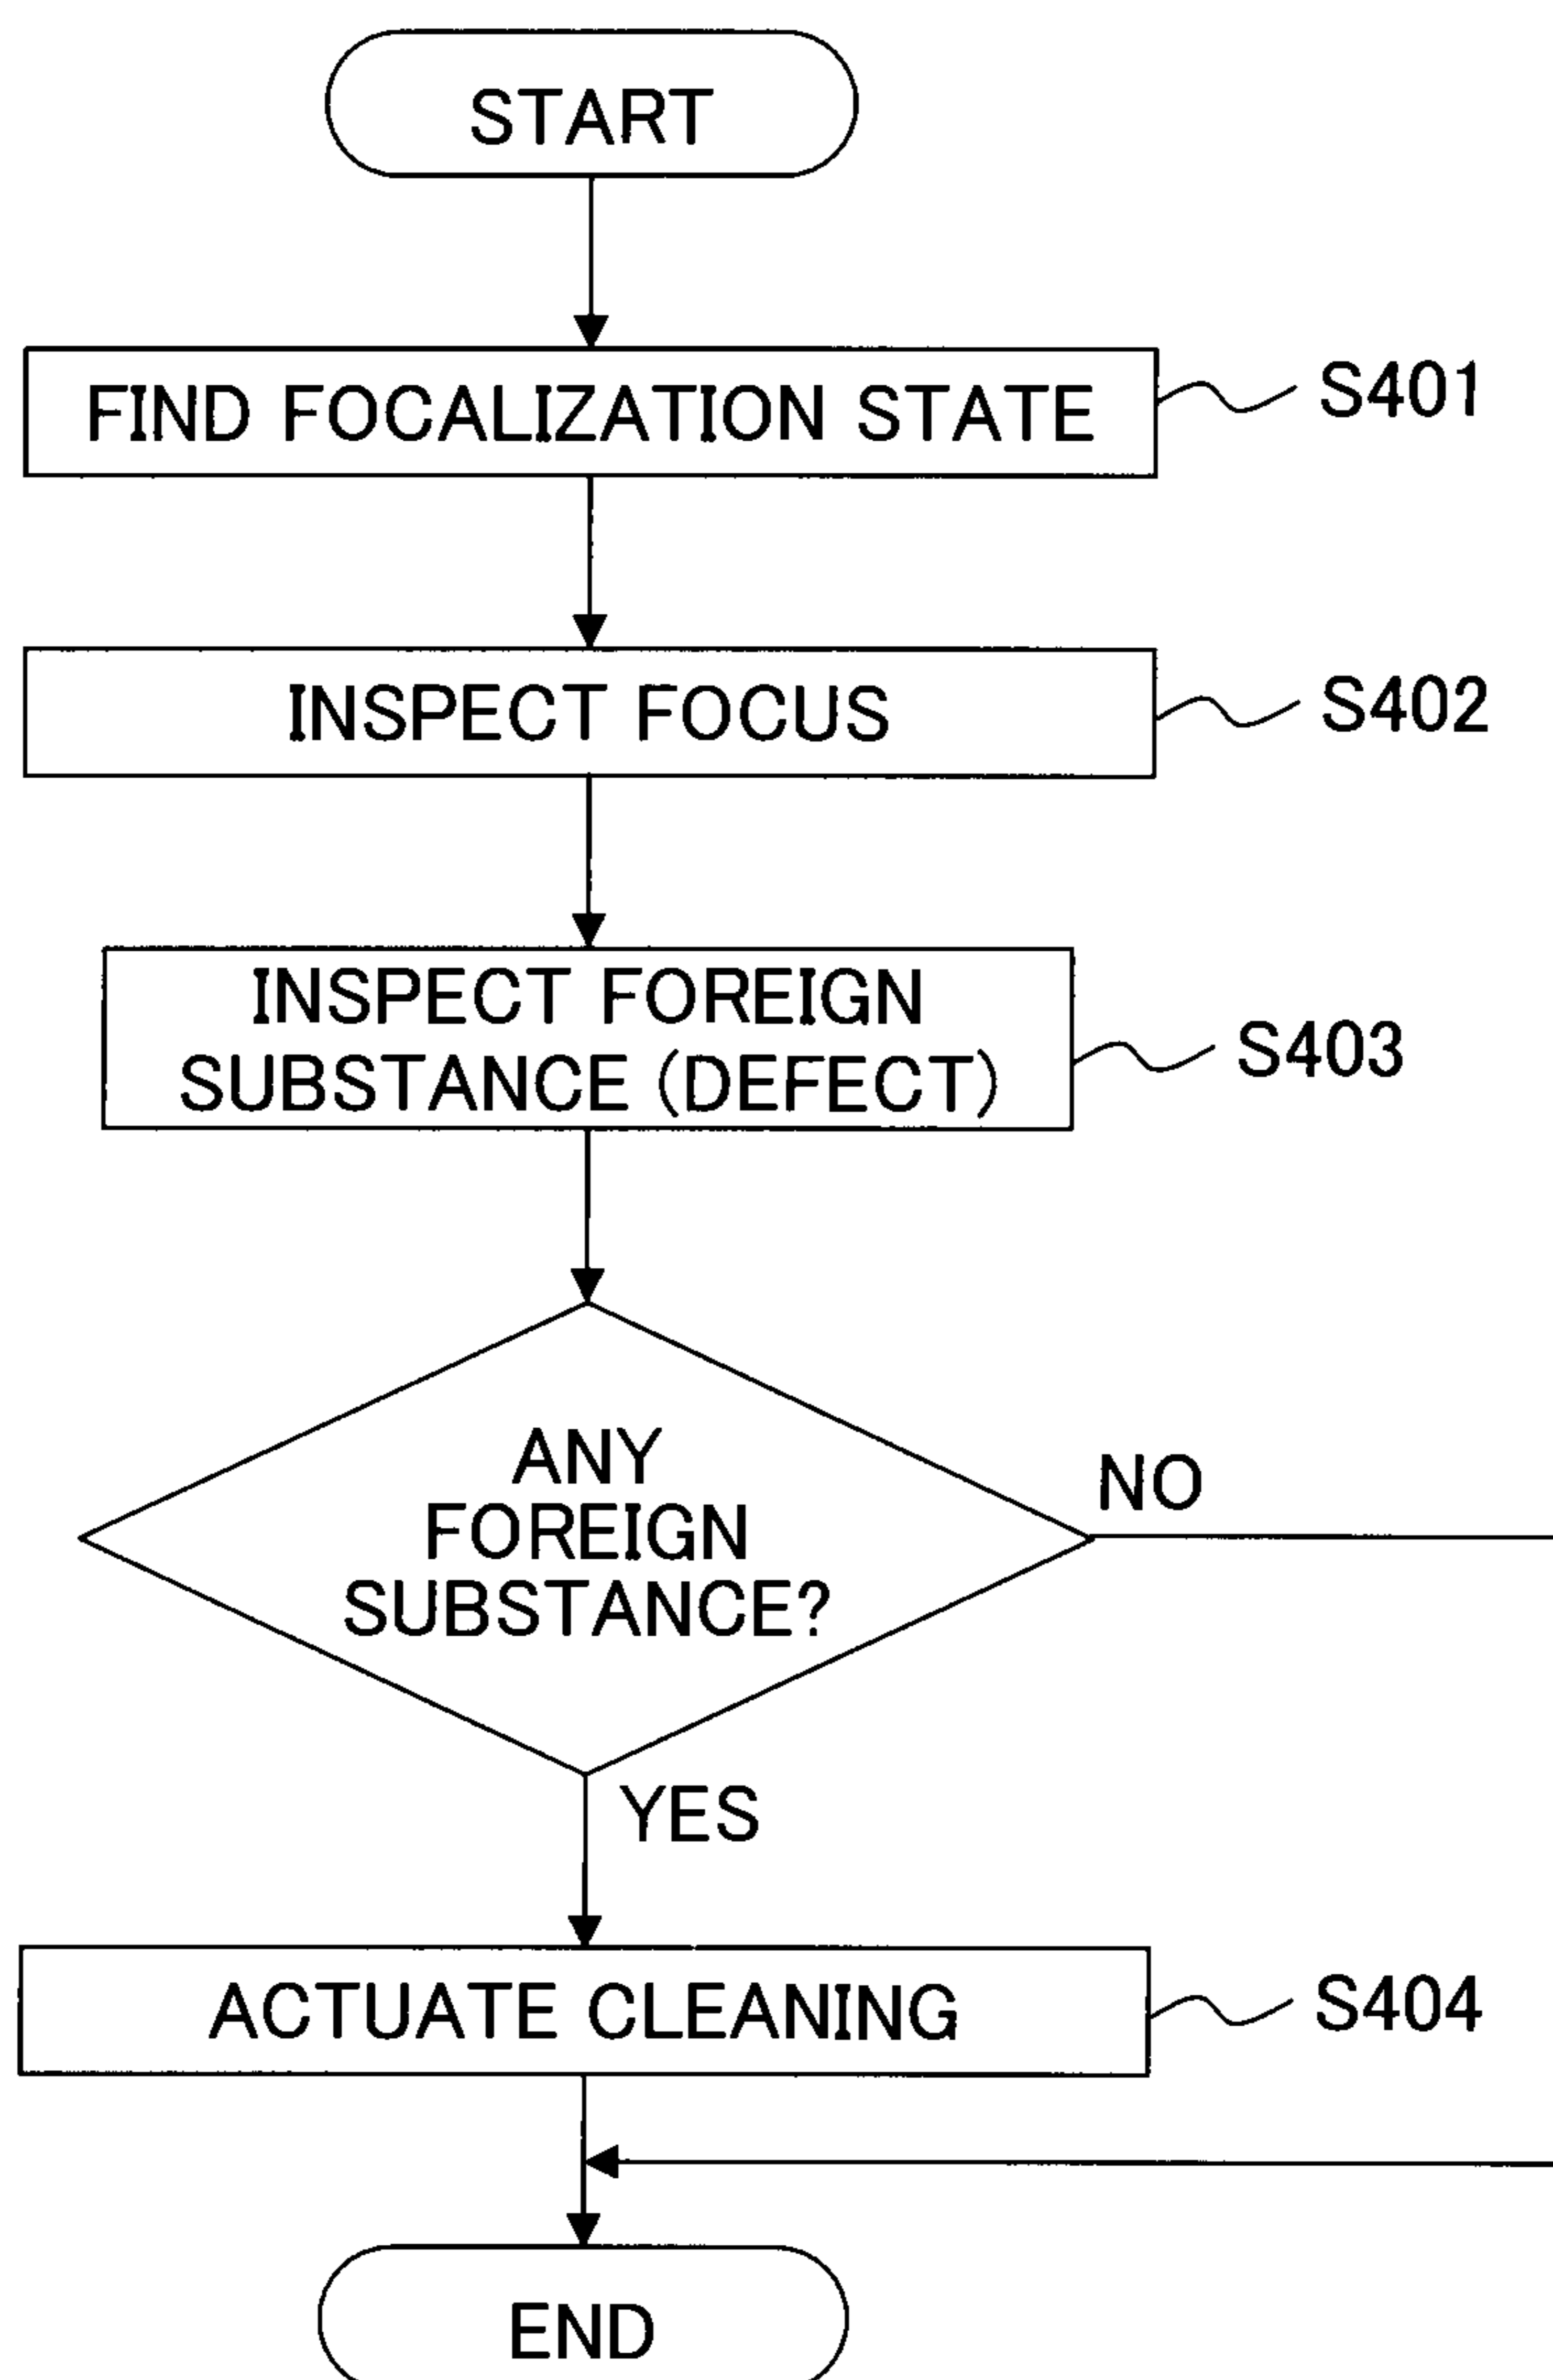 START
FIND FOCALIZATION STATE
S401
INSPECT FOCUS
S402
INSPECT FOREIGN
SUBSTANCE (DEFECT)
S403
ANY
FOREIGN
SUBSTANCE?
NO
YES
ACTUATE CLEANING
S404
END